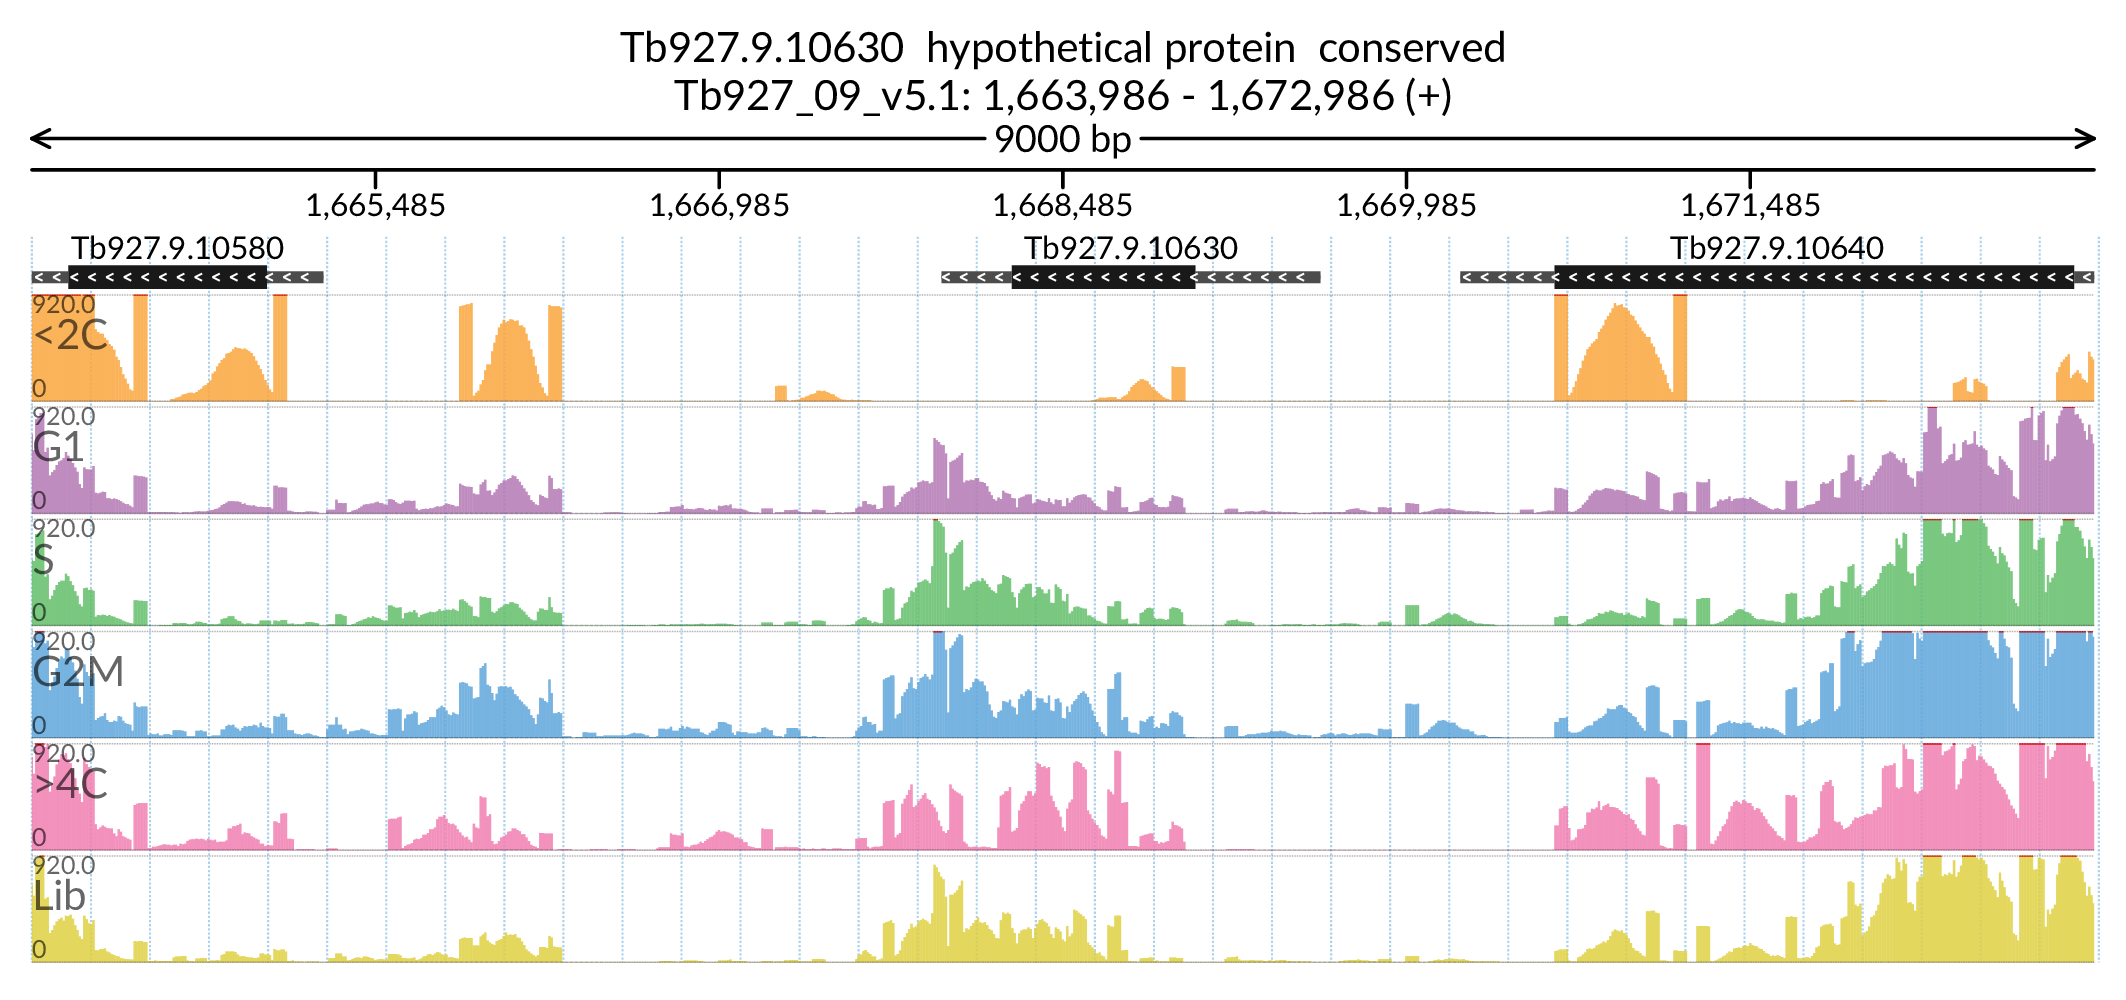 Tb927.9.10630 hypothetical protein conserved
Tb927_09_v5.1: 1,663,986 - 1,672,986 (+)
9000 bp
1,665,485 1,666,985 1,668,485 1,669,985 1,671,485
Tb927.9.10580 Tb927.9.10630 Tb927.9.10640
920.0
<2C
0
920.0
G1
0
920.0
S
0
920.0
G2M
0
920.0
>4C
0
920.0
Lib
0